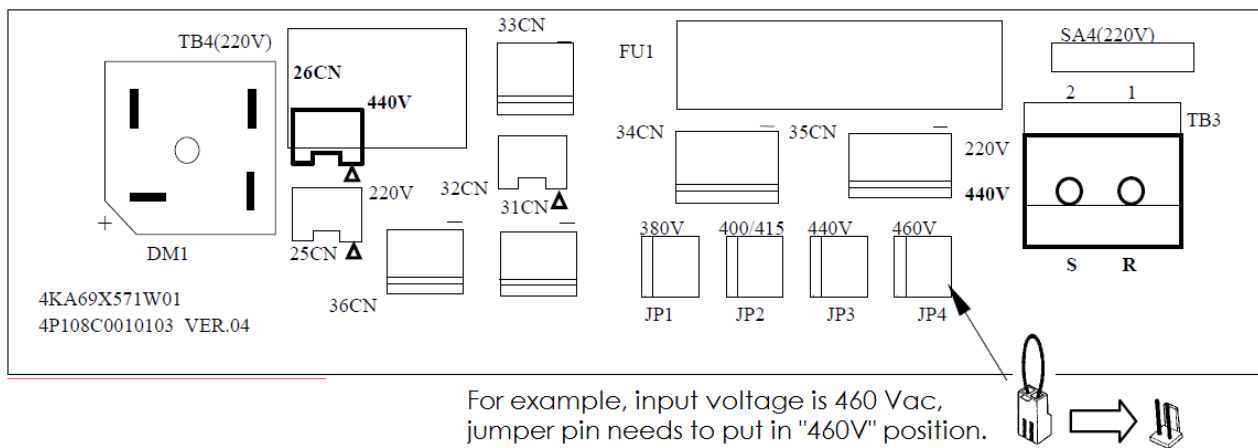 33CN
TB4(220V)
FU1
SA4(220V)
26CN
440V
2 1
TB3
34CN
35CN
220V
440V
32CN
220V
31CN
25CN
+
DM1
36CN
380V 400/415 440V 460V
JP1 JP2 JP3 JP4
S R
4KA69X571W01
4P108C0010103 VER.04
For example, input voltage is 460 Vac,
jumper pin needs to put in "460V" position.